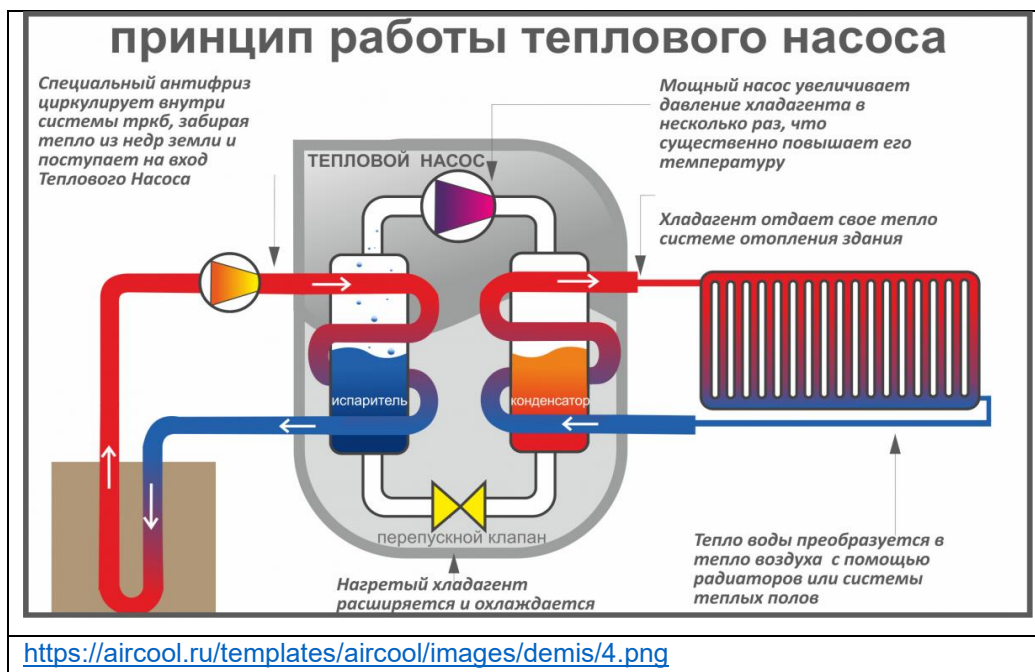 принцип работы теплового насоса
Специальный антифриз
циркулирует внутри
системы тркб, забирая
тепло из недр земли и
поступает на вход
Теплового Насоса
Мощный насос увеличивает
давление хладагента в
несколько раз, что
существенно повышает его
температуру
ТЕПЛОВОЙ НАСОС
Хладагент отдает свое тепло
системе отопления здания
испаритель
конденсатор
перепускной клапан
Нагретый хладагент
расширяется и охлаждается
Тепло воды преобразуется в
тепло воздуха с помощью
радиаторов или системы
теплых полов
https://aircool.ru/templates/aircool/images/demis/4.png